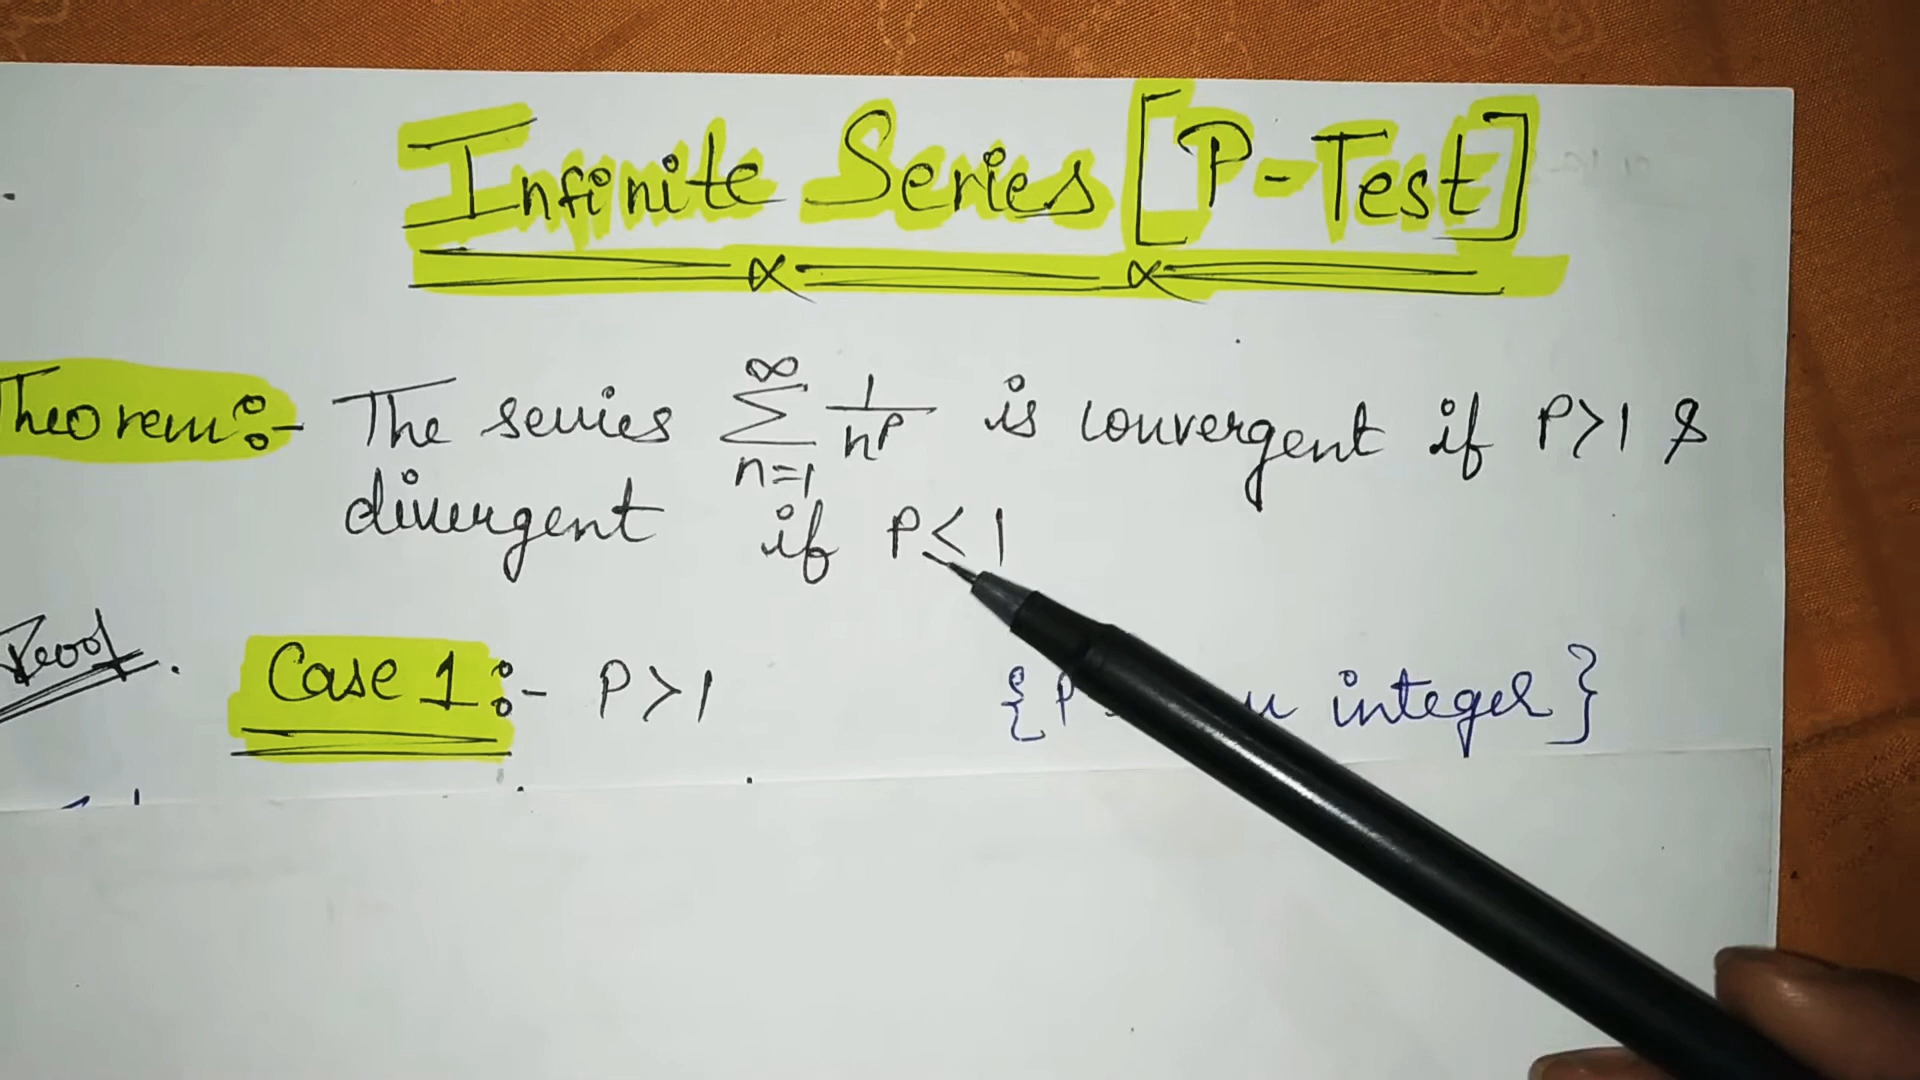 Infinite Series [P-Test]
Theorem:- The series ∞∑n=1 1/n^p is convergent if P>1 &
divergent if P≤1
Proof.
Case 1:- P>1 {P integer}